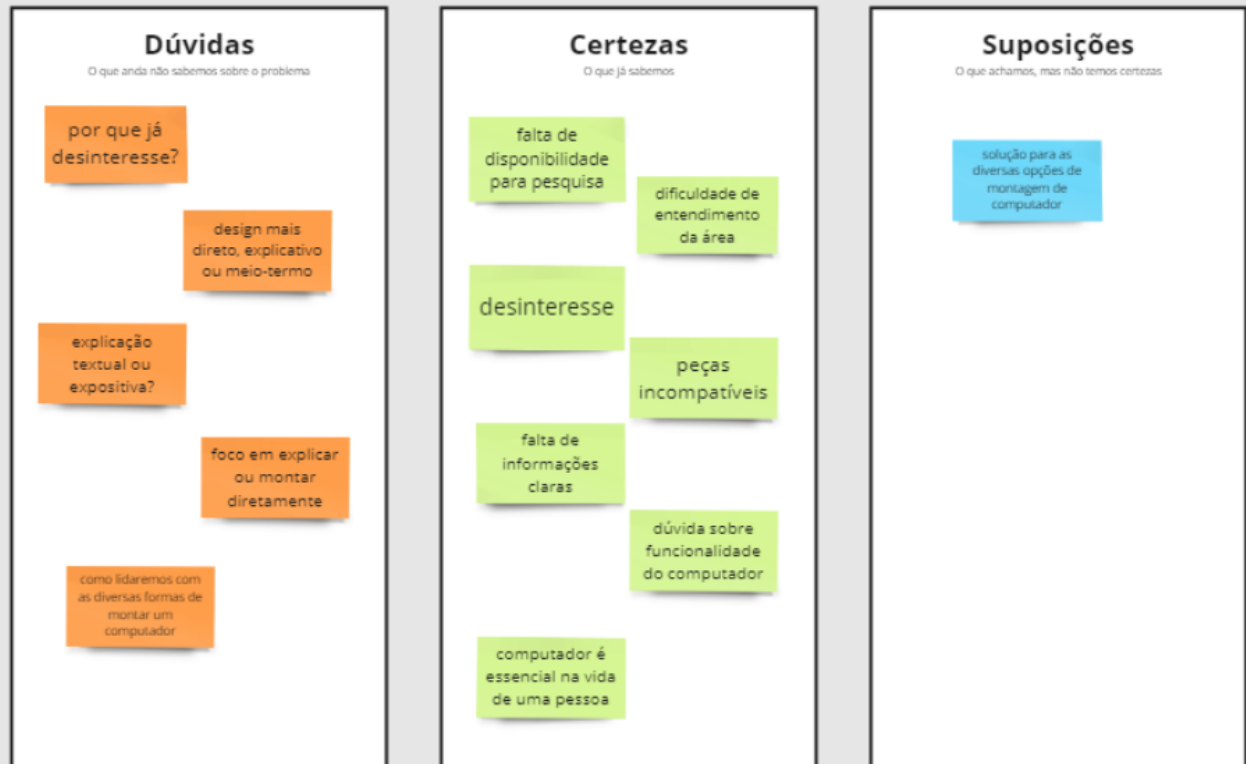 Dúvidas
O que anda não sabemos sobre o problema
por que já
desinteresse?
design mais
direto, explicativo
ou meio-termo
explicação
textual ou
expositiva?
foco em explicar
ou montar
diretamente
como lidaremos com
as diversas formas de
montar um
computador
Certezas
O que já sabemos
falta de
disponibilidade
para pesquisa
dificuldade de
entendimento
da área
desinteresse
peças
incompatíveis
falta de
informações
claras
dúvida sobre
funcionalidade
do computador
computador é
essencial na vida
de uma pessoa
Suposições
O que achamos, mas não temos certezas
solução para as
diversas opções de
montagem de
computador